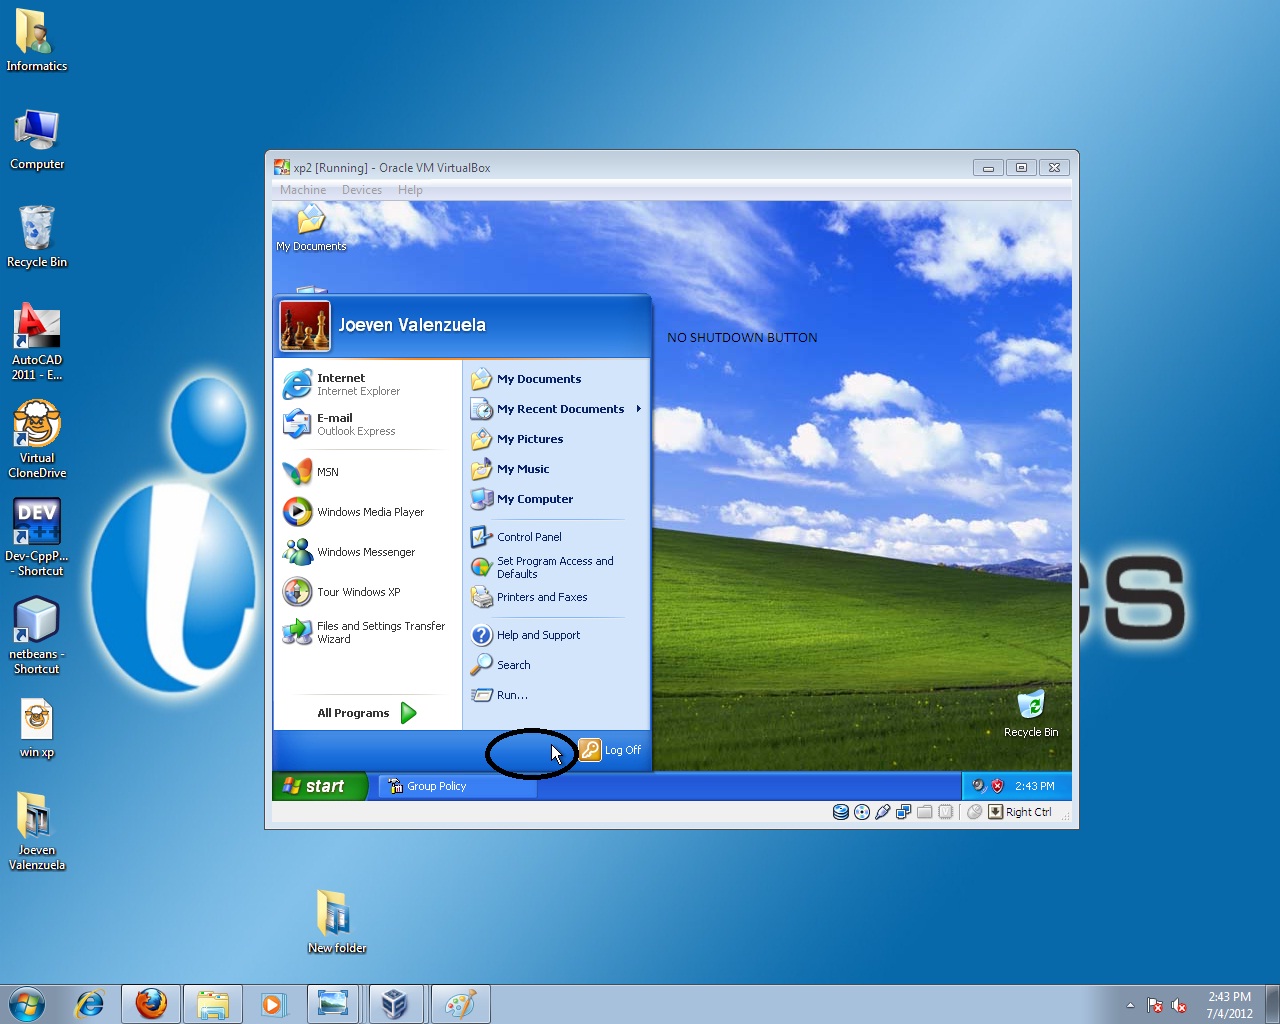 Informatics
Computer
Recycle Bin
AutoCAD
2011 - E...
Virtual
CloneDrive
DEV
C++
Dev-CppP...
- Shortcut
netbeans -
Shortcut
win xp
Joeven
Valenzuela
New folder
cs
xp2 [Running] - Oracle VM VirtualBox
Machine Devices Help
My Documents
Joeven Valenzuela
NO SHUTDOWN BUTTON
Internet
Internet Explorer
E-mail
Outlook Express
MSN
Windows Media Player
Windows Messenger
Tour Windows XP
Files and Settings Transfer
Wizard
All Programs
My Documents
My Recent Documents
My Pictures
My Music
My Computer
Control Panel
Set Program Access and
Defaults
Printers and Faxes
Help and Support
Search
Run...
Log Off
Recycle Bin
start
Group Policy
2:43 PM
Right Ctrl
2:43 PM
7/4/2012